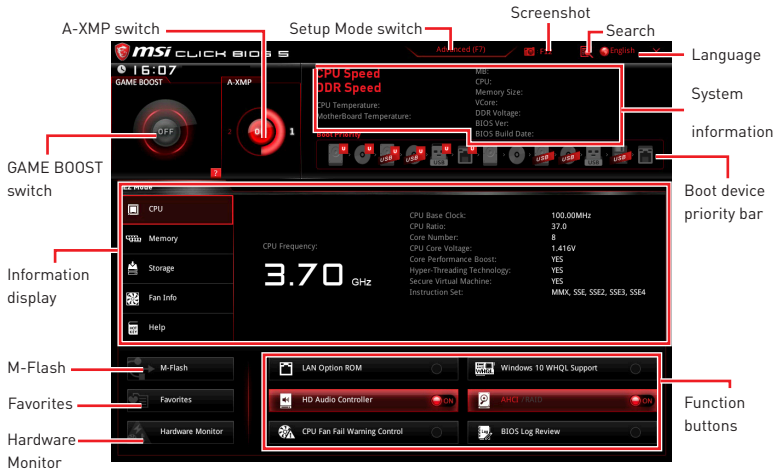 Screenshot
A-XMP switch
Setup Mode switch
Search
msi CLICK BIOS 5
Advanced (F7)
F12
English
X
Language
16:07
GAME BOOST
A-XMP
CPU Speed
DDR Speed
CPU Temperature:
MotherBoard Temperature:
MB:
CPU:
Memory Size:
VCore:
DDR Voltage:
BIOS Ver:
BIOS Build Date:
System
information
OFF
2
1
Boot Priority
U U U U U U
USB USB USB USB
?
GAME BOOST
switch
Boot device
priority bar
EZ Mode
CPU
Memory
Storage
Fan Info
Help
CPU Frequency:
3.70 GHz
CPU Base Clock: 100.00MHz
CPU Ratio: 37.0
Core Number: 8
CPU Core Voltage: 1.416V
Core Performance Boost: YES
Hyper-Threading Technology: YES
Secure Virtual Machine: YES
Instruction Set: MMX, SSE, SSE2, SSE3, SSE4
Information
display
M-Flash
M-Flash
Favorites
Favorites
Hardware
Monitor
Hardware Monitor
LAN Option ROM
Windows 10 WHQL Support
HD Audio Controller ON
AHCI /RAID ON
CPU Fan Fail Warning Control
BIOS Log Review
Function
buttons